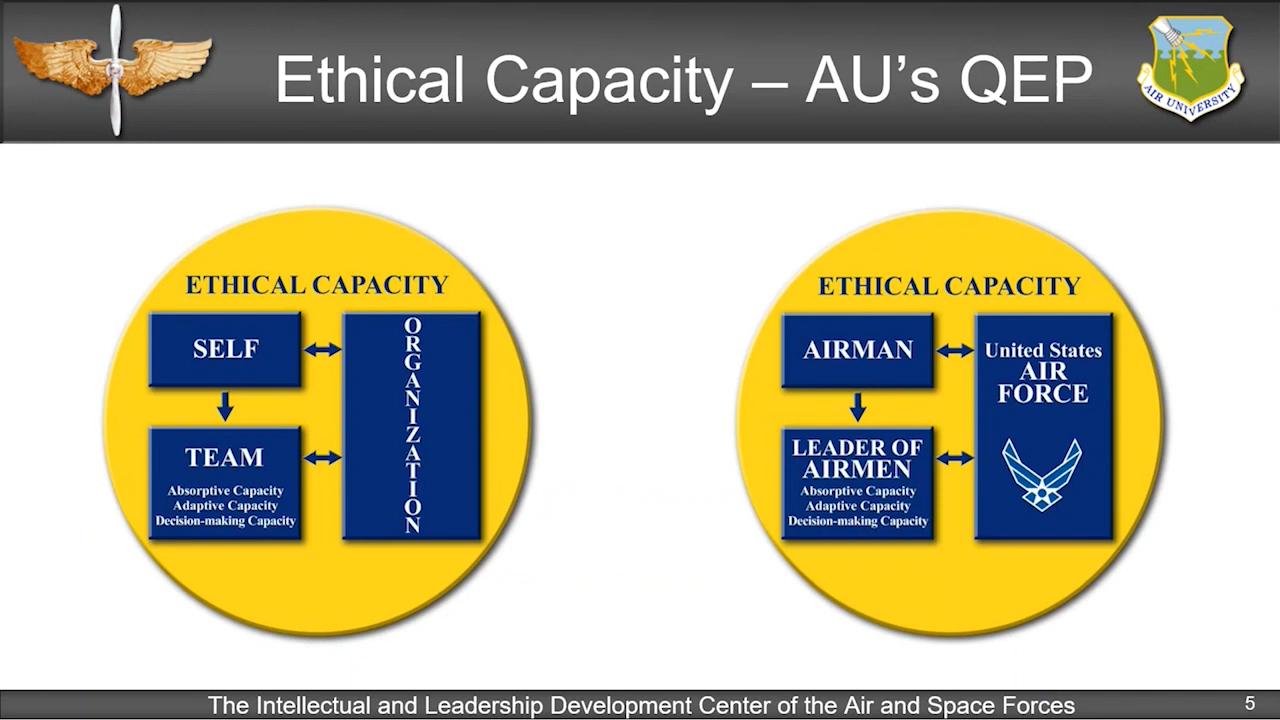 Ethical Capacity – AU's QEP
AIR UNIVERSITY
ETHICAL CAPACITY
SELF
TEAM
Absorptive Capacity
Adaptive Capacity
Decision-making Capacity
ORGANIZATION
ETHICAL CAPACITY
AIRMAN
LEADER OF
AIRMEN
Absorptive Capacity
Adaptive Capacity
Decision-making Capacity
United States
AIR
FORCE
The Intellectual and Leadership Development Center of the Air and Space Forces
5